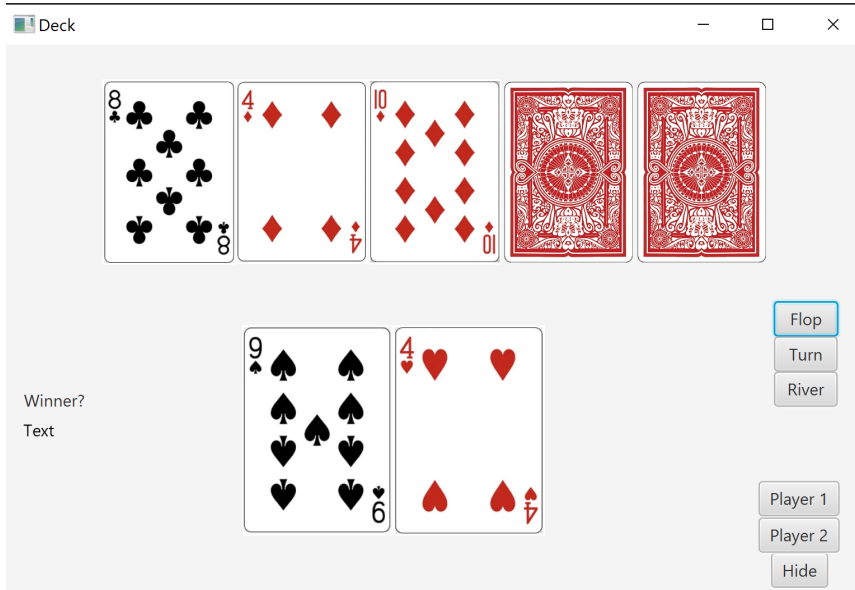 Deck
8 4 10
8 4 10
Flop
Turn
River
9 4
9 4
Winner?
Text
Player 1
Player 2
Hide